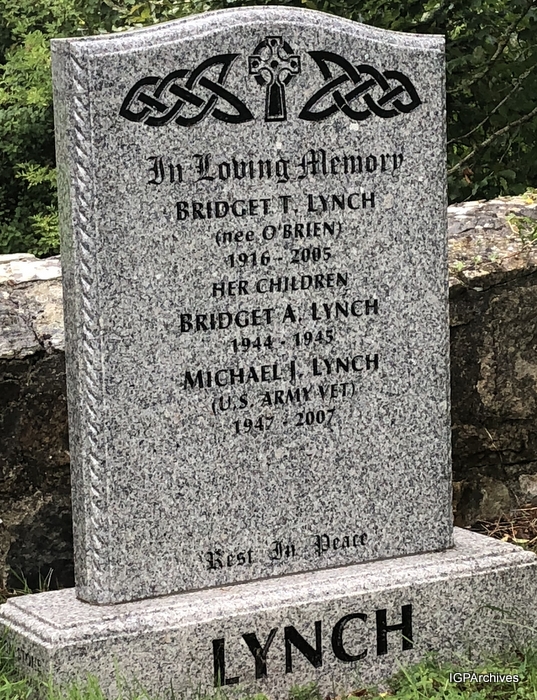 In Loving Memory
BRIDGET T. LYNCH
(nee O'BRIEN)
1916 - 2005
HER CHILDREN
BRIDGET A. LYNCH
1944 - 1945
MICHAEL J. LYNCH
(U.S. ARMY VET)
1947 - 2007
Rest In Peace
LYNCH
IGPArchives